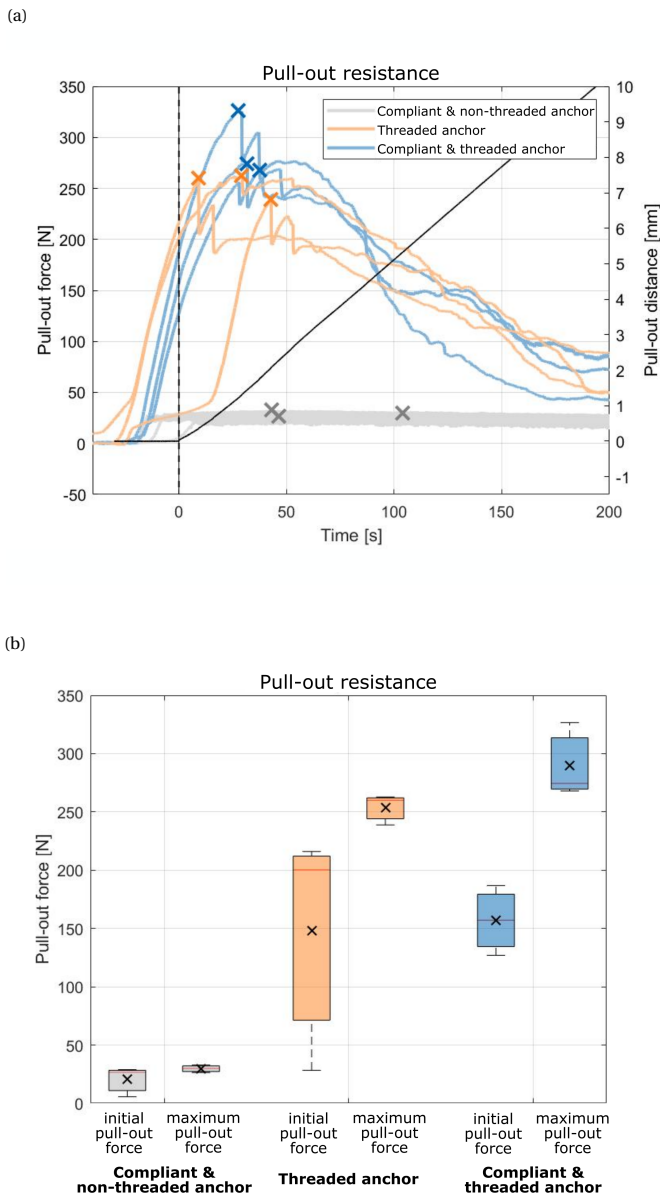 (a)
Pull-out resistance
350
300
250
200
150
100
50
0
-50
Pull-out force [N]
Compliant & non-threaded anchor
Threaded anchor
Compliant & threaded anchor
10
9
8
7
6
5
4
3
2
1
0
-1
Pull-out distance [mm]
0 50 100 150 200
Time [s]
(b)
Pull-out resistance
350
300
250
200
150
100
50
0
Pull-out force [N]
initial pull-out force
maximum pull-out force
Compliant & non-threaded anchor
initial pull-out force
maximum pull-out force
Threaded anchor
initial pull-out force
maximum pull-out force
Compliant & threaded anchor